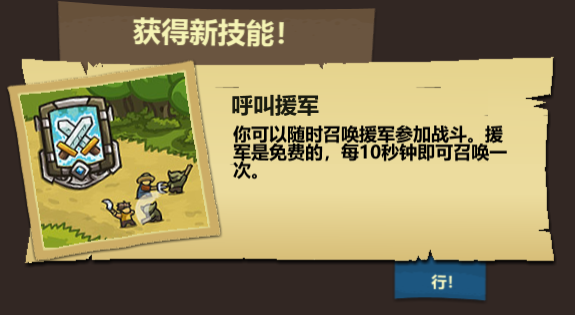 获得新技能！
呼叫援军
你可以随时召唤援军参加战斗。援
军是免费的，每10秒钟即可召唤一
次。
行！